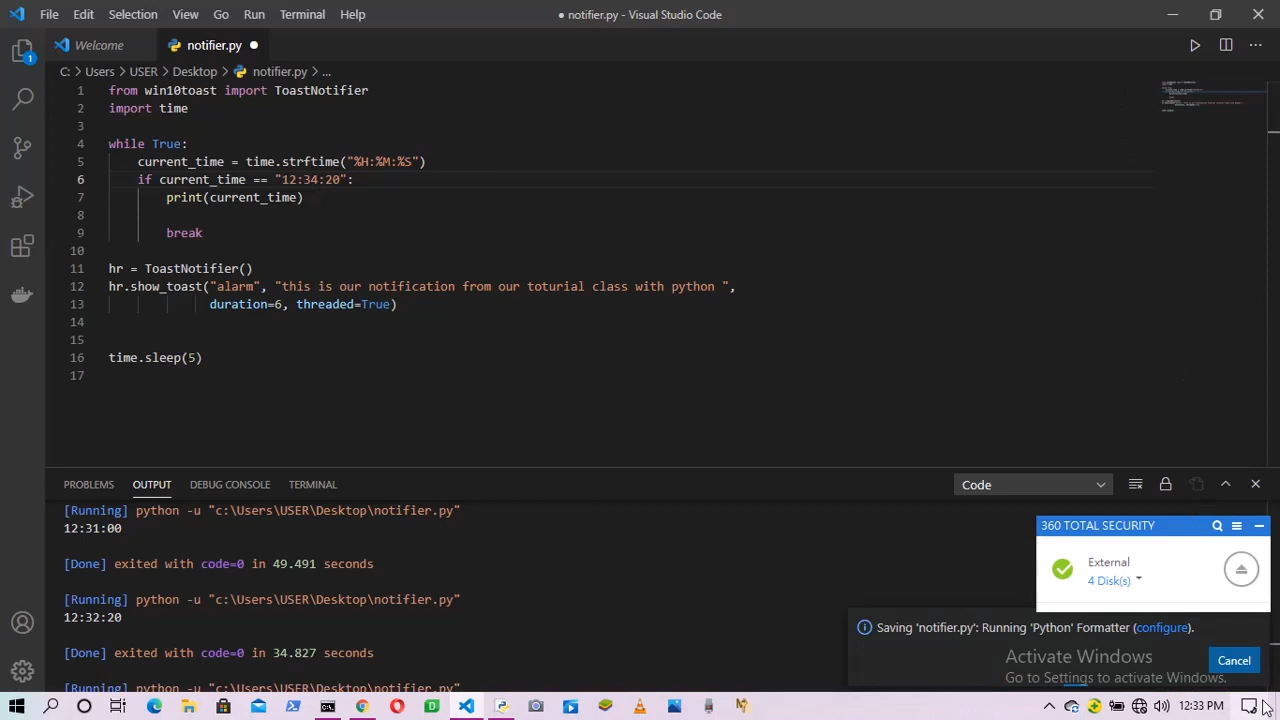 File Edit Selection View Go Run Terminal Help ● notifier.py - Visual Studio Code
Welcome notifier.py ●
C: > Users > USER > Desktop > notifier.py > ...
1 from win10toast import ToastNotifier
2 import time
3
4 while True:
5 current_time = time.strftime("%H:%M:%S")
6 if current_time == "12:34:20":
7 print(current_time)
8
9 break
10
11 hr = ToastNotifier()
12 hr.show_toast("alarm", "this is our notification from our toturial class with python ",
13 duration=6, threaded=True)
14
15
16 time.sleep(5)
17
1
PROBLEMS OUTPUT DEBUG CONSOLE TERMINAL Code
[Running] python -u "c:\Users\USER\Desktop\notifier.py"
12:31:00
[Done] exited with code=0 in 49.491 seconds
[Running] python -u "c:\Users\USER\Desktop\notifier.py"
12:32:20
[Done] exited with code=0 in 34.827 seconds
[Running] python -u "c:\Users\USER\Desktop\notifier.py"
360 TOTAL SECURITY
External
4 Disk(s)
Saving 'notifier.py': Running 'Python' Formatter (configure).
Cancel
Activate Windows
Go to Settings to activate Windows.
12:33 PM